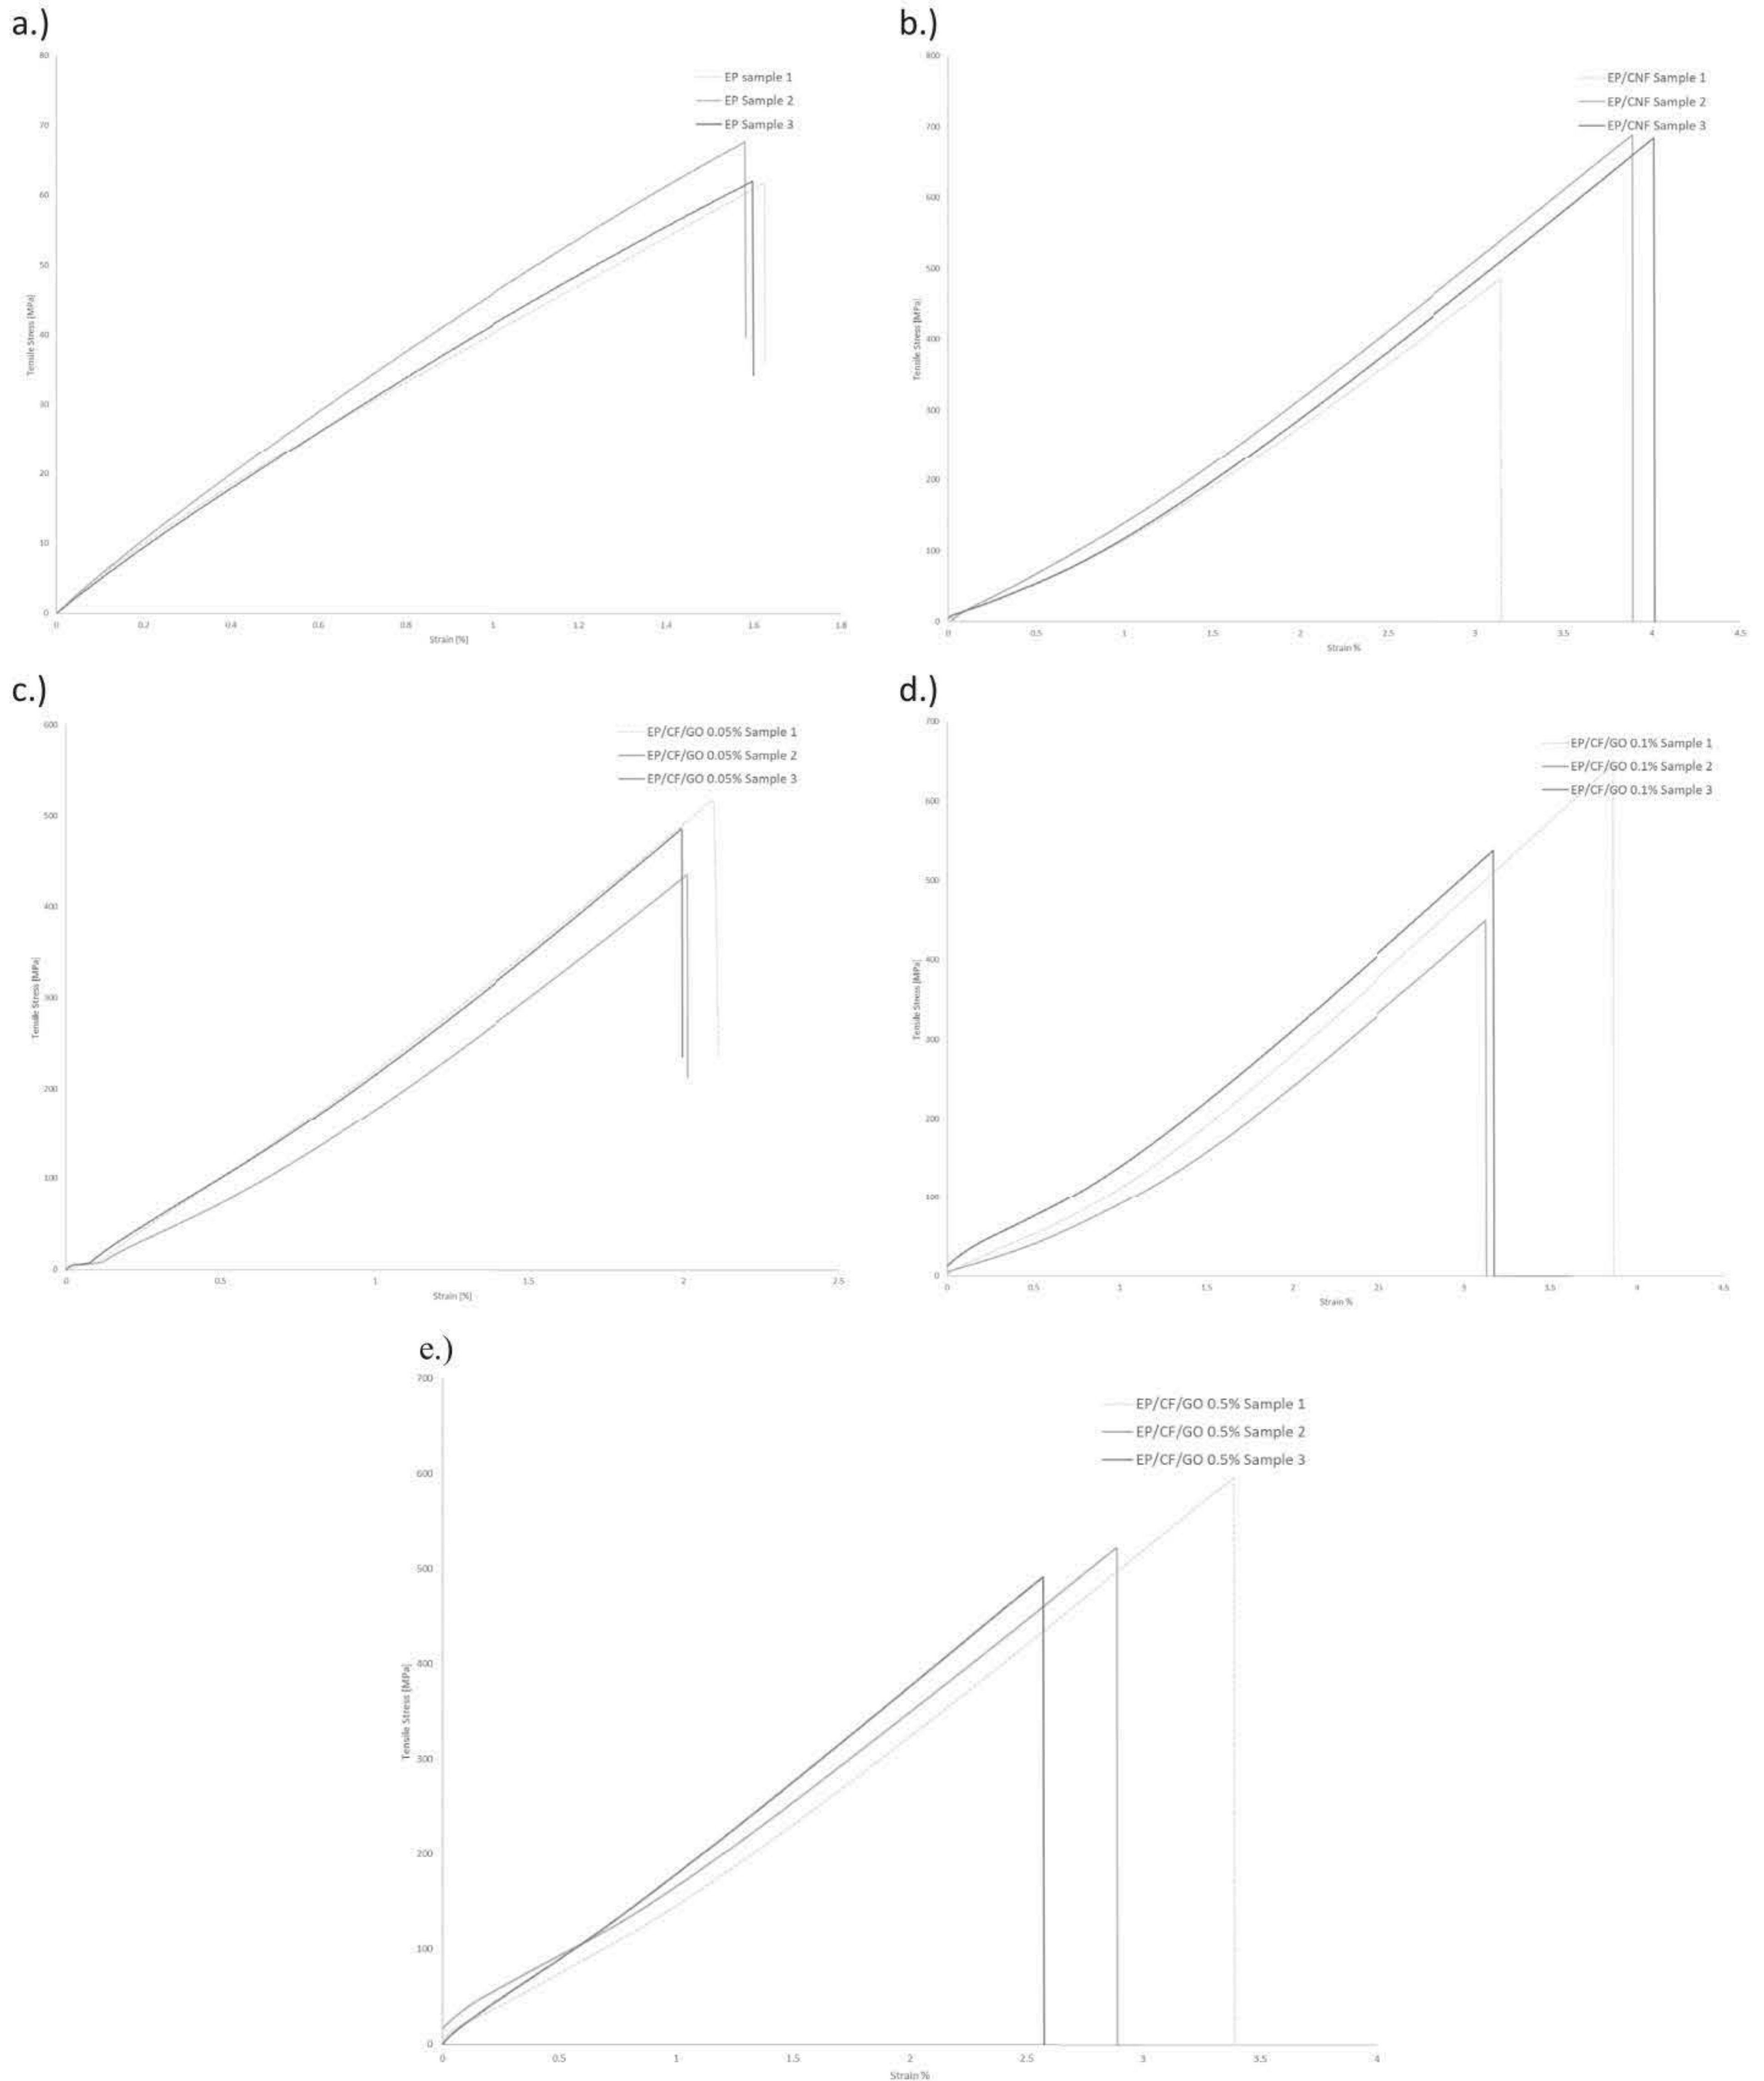 a.)
80
70
60
50
40
30
20
10
0
Tensile Stress [MPa]
EP sample 1
EP Sample 2
EP Sample 3
0 0.2 0.4 0.6 0.8 1 1.2 1.4 1.6 1.8
Strain [%]
b.)
800
700
600
500
400
300
200
100
0
Tensile Stress [MPa]
EP/CNF Sample 1
EP/CNF Sample 2
EP/CNF Sample 3
0 0.5 1 1.5 2 2.5 3 3.5 4 4.5
Strain %
c.)
600
500
400
300
200
100
0
Tensile Stress [MPa]
EP/CF/GO 0.05% Sample 1
EP/CF/GO 0.05% Sample 2
EP/CF/GO 0.05% Sample 3
0 0.5 1 1.5 2 2.5
Strain [%]
d.)
700
600
500
400
300
200
100
0
Tensile Stress [MPa]
EP/CF/GO 0.1% Sample 1
EP/CF/GO 0.1% Sample 2
EP/CF/GO 0.1% Sample 3
0 0.5 1 1.5 2 2.5 3 3.5 4 4.5
Strain %
e.)
700
600
500
400
300
200
100
0
Tensile Stress [MPa]
EP/CF/GO 0.5% Sample 1
EP/CF/GO 0.5% Sample 2
EP/CF/GO 0.5% Sample 3
0 0.5 1 1.5 2 2.5 3 3.5 4
Strain %